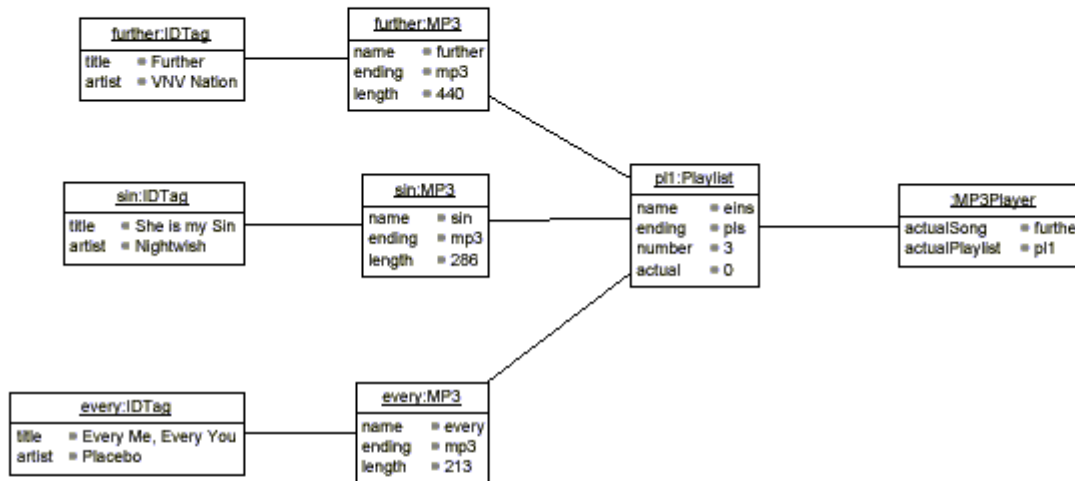 further:IDTag
title = Further
artist = VNV Nation
further:MP3
name = further
ending = mp3
length = 440
sin:IDTag
title = She is my Sin
artist = Nightwish
sin:MP3
name = sin
ending = mp3
length = 286
every:IDTag
title = Every Me, Every You
artist = Placebo
every:MP3
name = every
ending = mp3
length = 213
pl1:Playlist
name = eins
ending = pls
number = 3
actual = 0
:MP3Player
actualSong = furthe
actualPlaylist = pl1